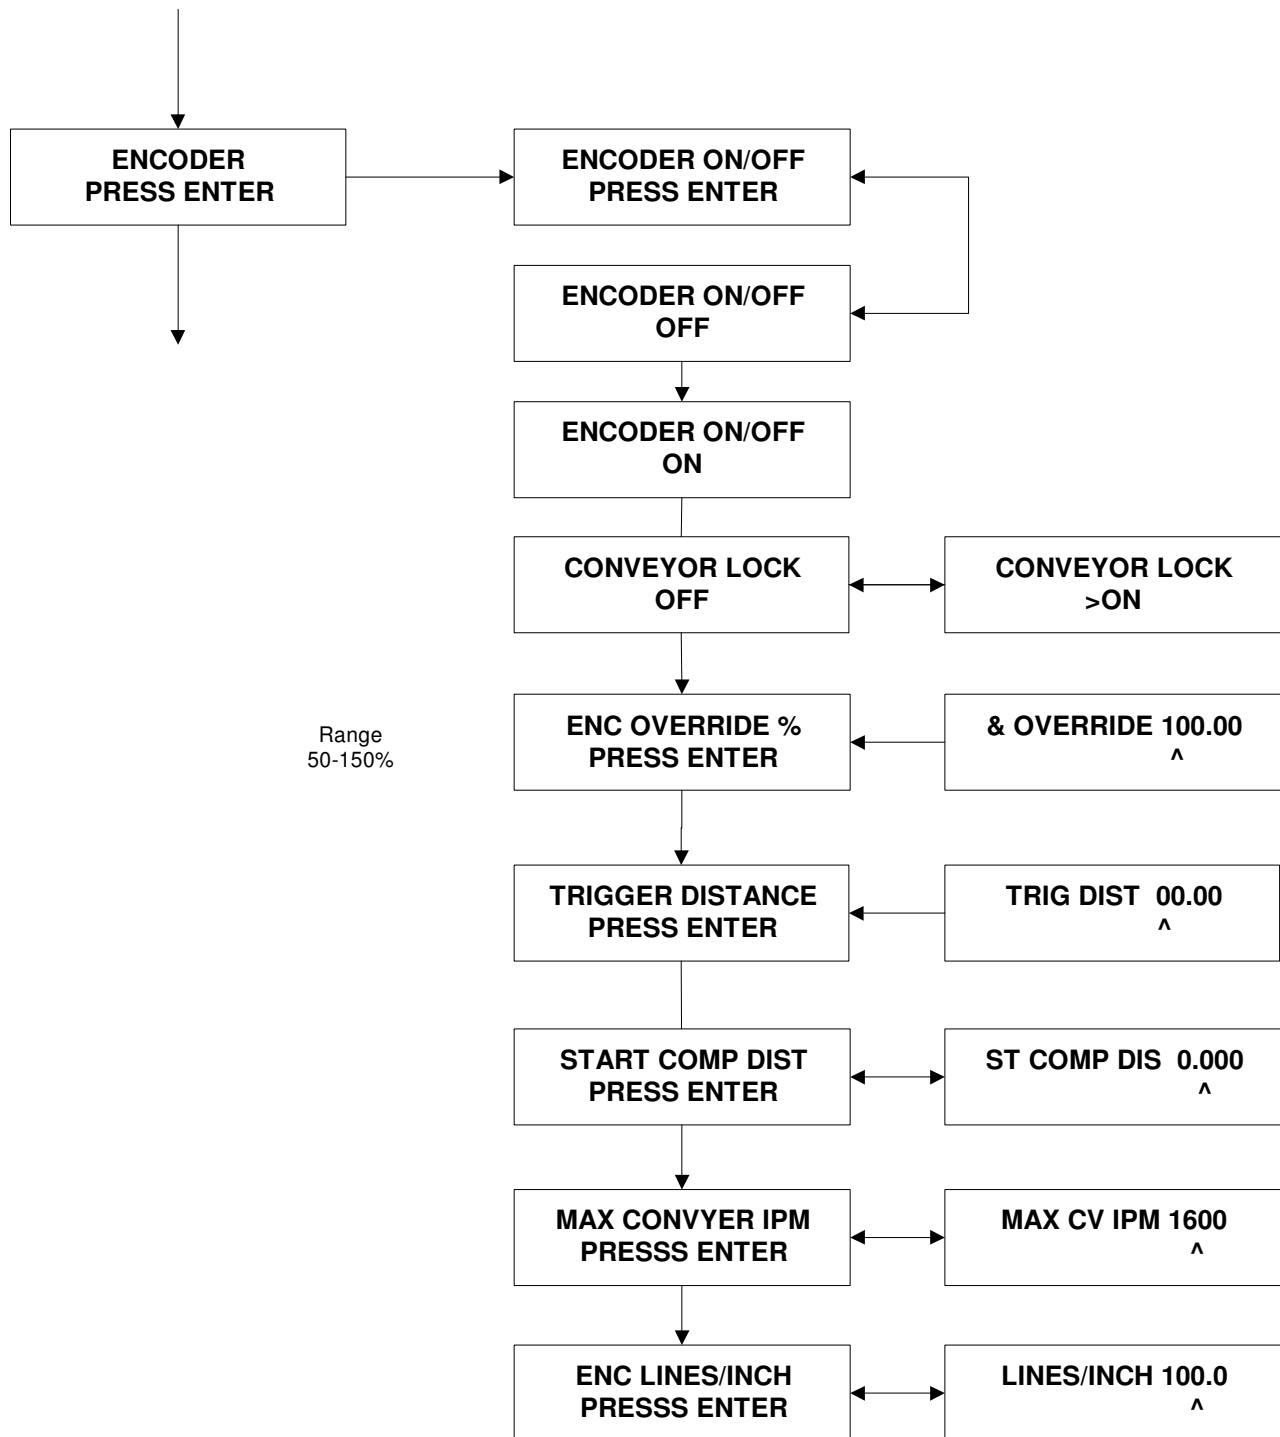 ENCODER
PRESS ENTER
ENCODER ON/OFF
PRESS ENTER
ENCODER ON/OFF
OFF
ENCODER ON/OFF
ON
CONVEYOR LOCK
OFF
CONVEYOR LOCK
>ON
Range
50-150%
ENC OVERRIDE %
PRESS ENTER
& OVERRIDE 100.00
^
TRIGGER DISTANCE
PRESS ENTER
TRIG DIST 00.00
^
START COMP DIST
PRESS ENTER
ST COMP DIS 0.000
^
MAX CONVYER IPM
PRESSS ENTER
MAX CV IPM 1600
^
ENC LINES/INCH
PRESSS ENTER
LINES/INCH 100.0
^